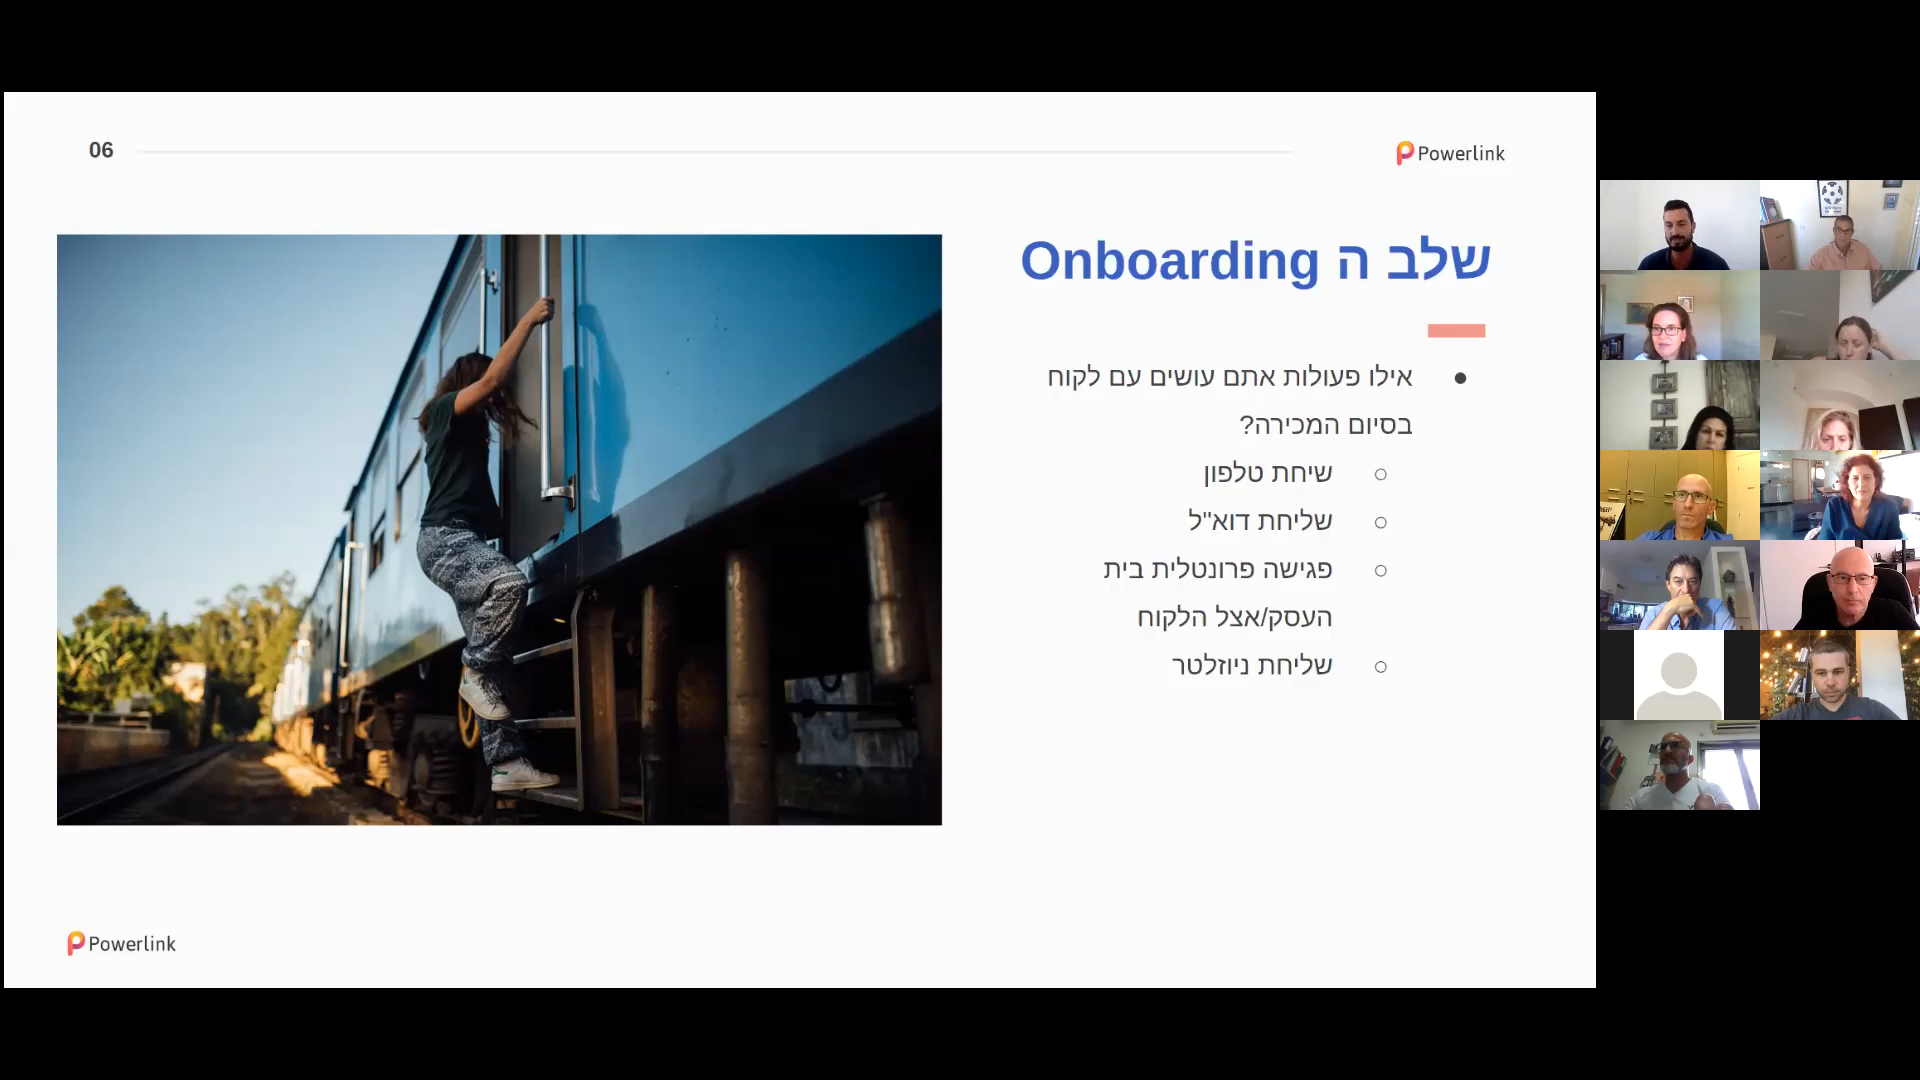 06
Powerlink
שלב ה Onboarding
● אילו פעולות אתם עושים עם לקוח
בסיום המכירה?
○ שיחת טלפון
○ שליחת דוא"ל
○ פגישה פרונטלית בית
העסק/אצל הלקוח
○ שליחת ניוזלטר
Powerlink